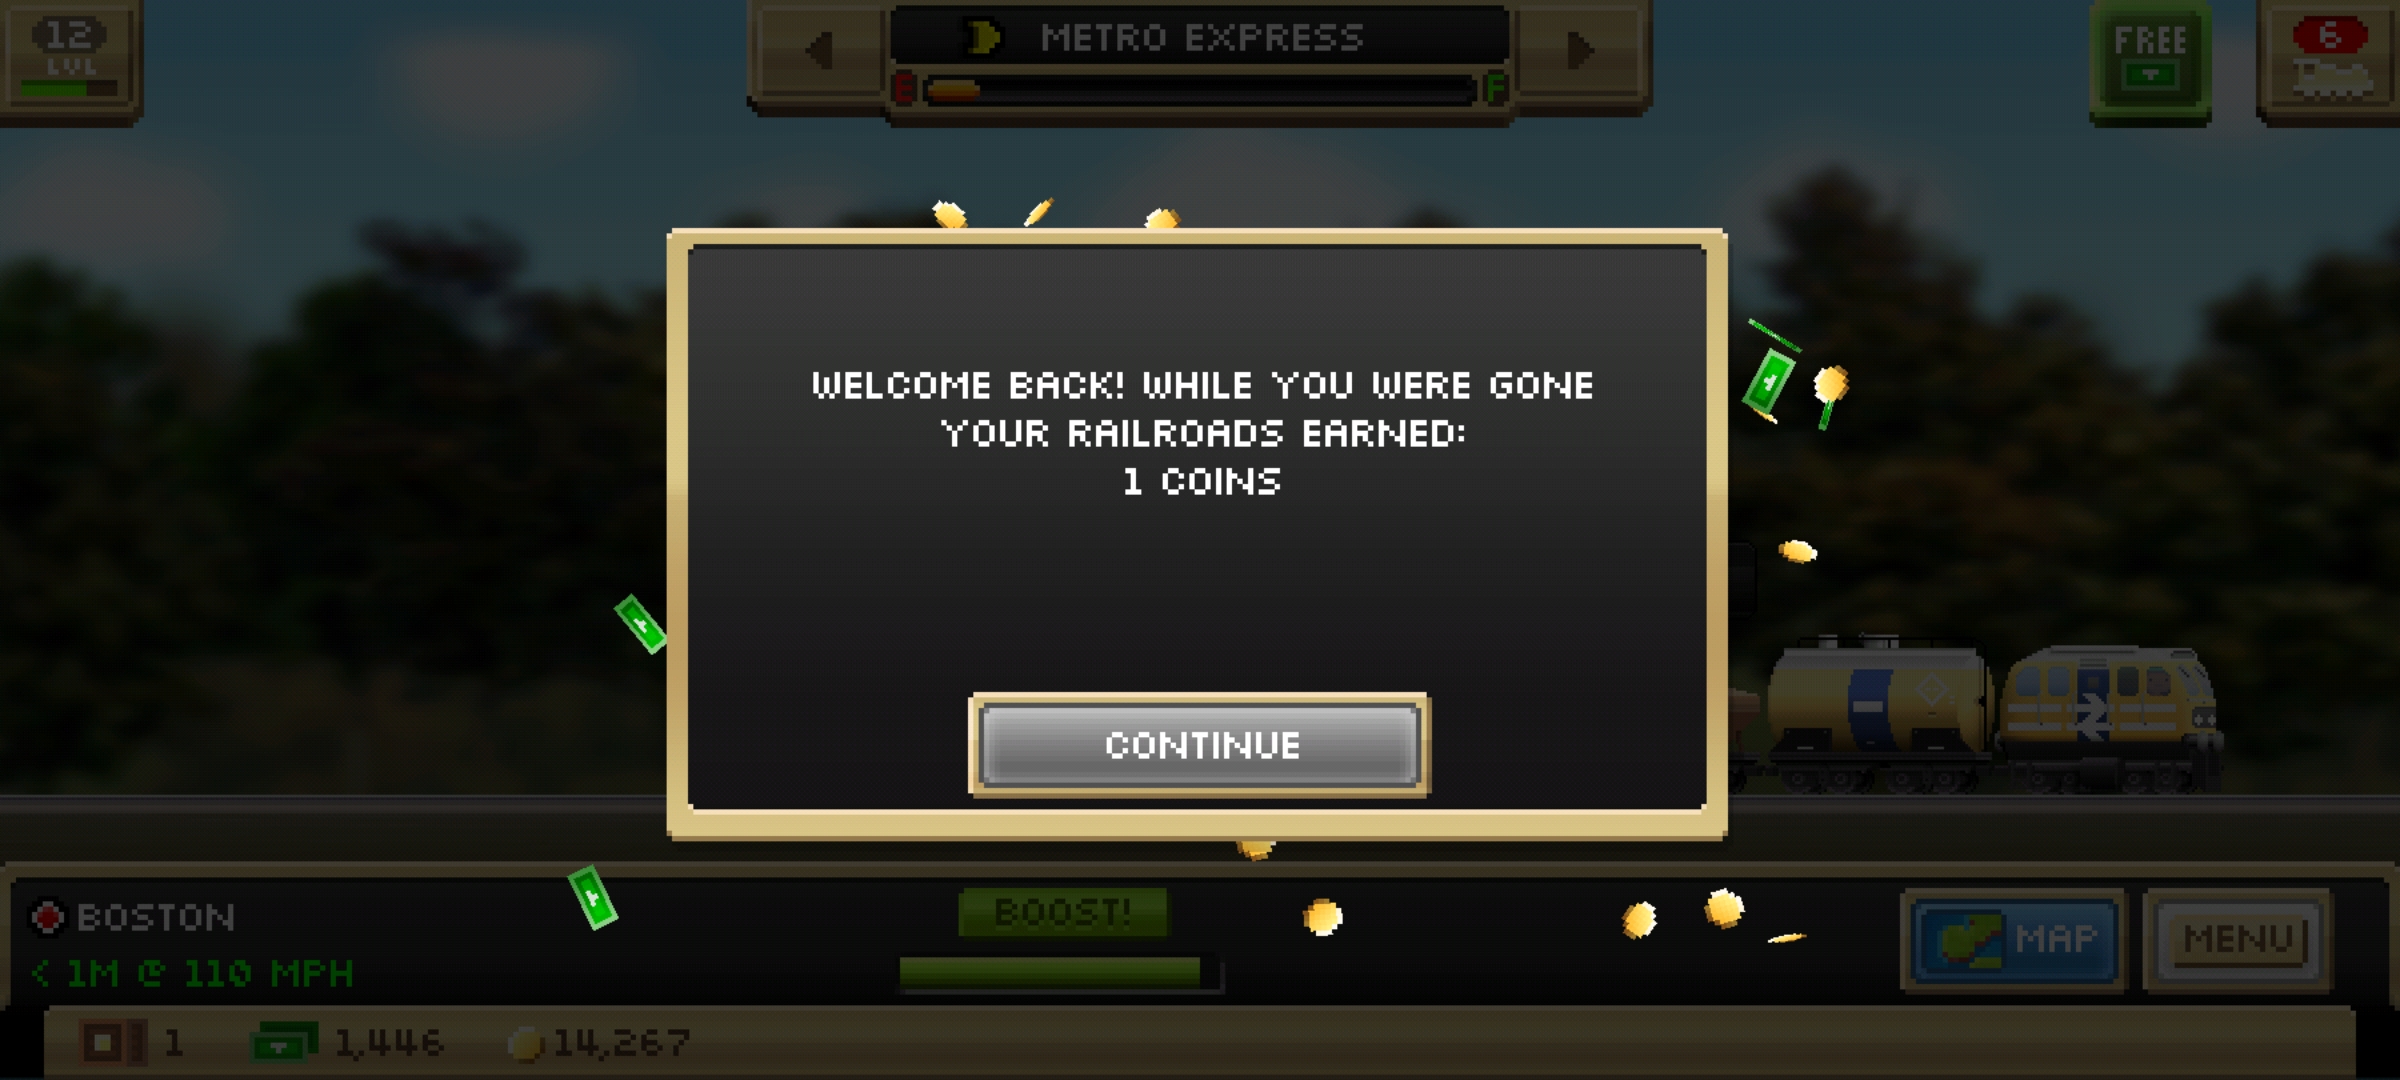 12
LVL
METRO EXPRESS
E F
FREE
6
WELCOME BACK! WHILE YOU WERE GONE
YOUR RAILROADS EARNED:
1 COINS
CONTINUE
BOSTON
< 1M @ 110 MPH
BOOST!
MAP
MENU
1 1,446 14,267